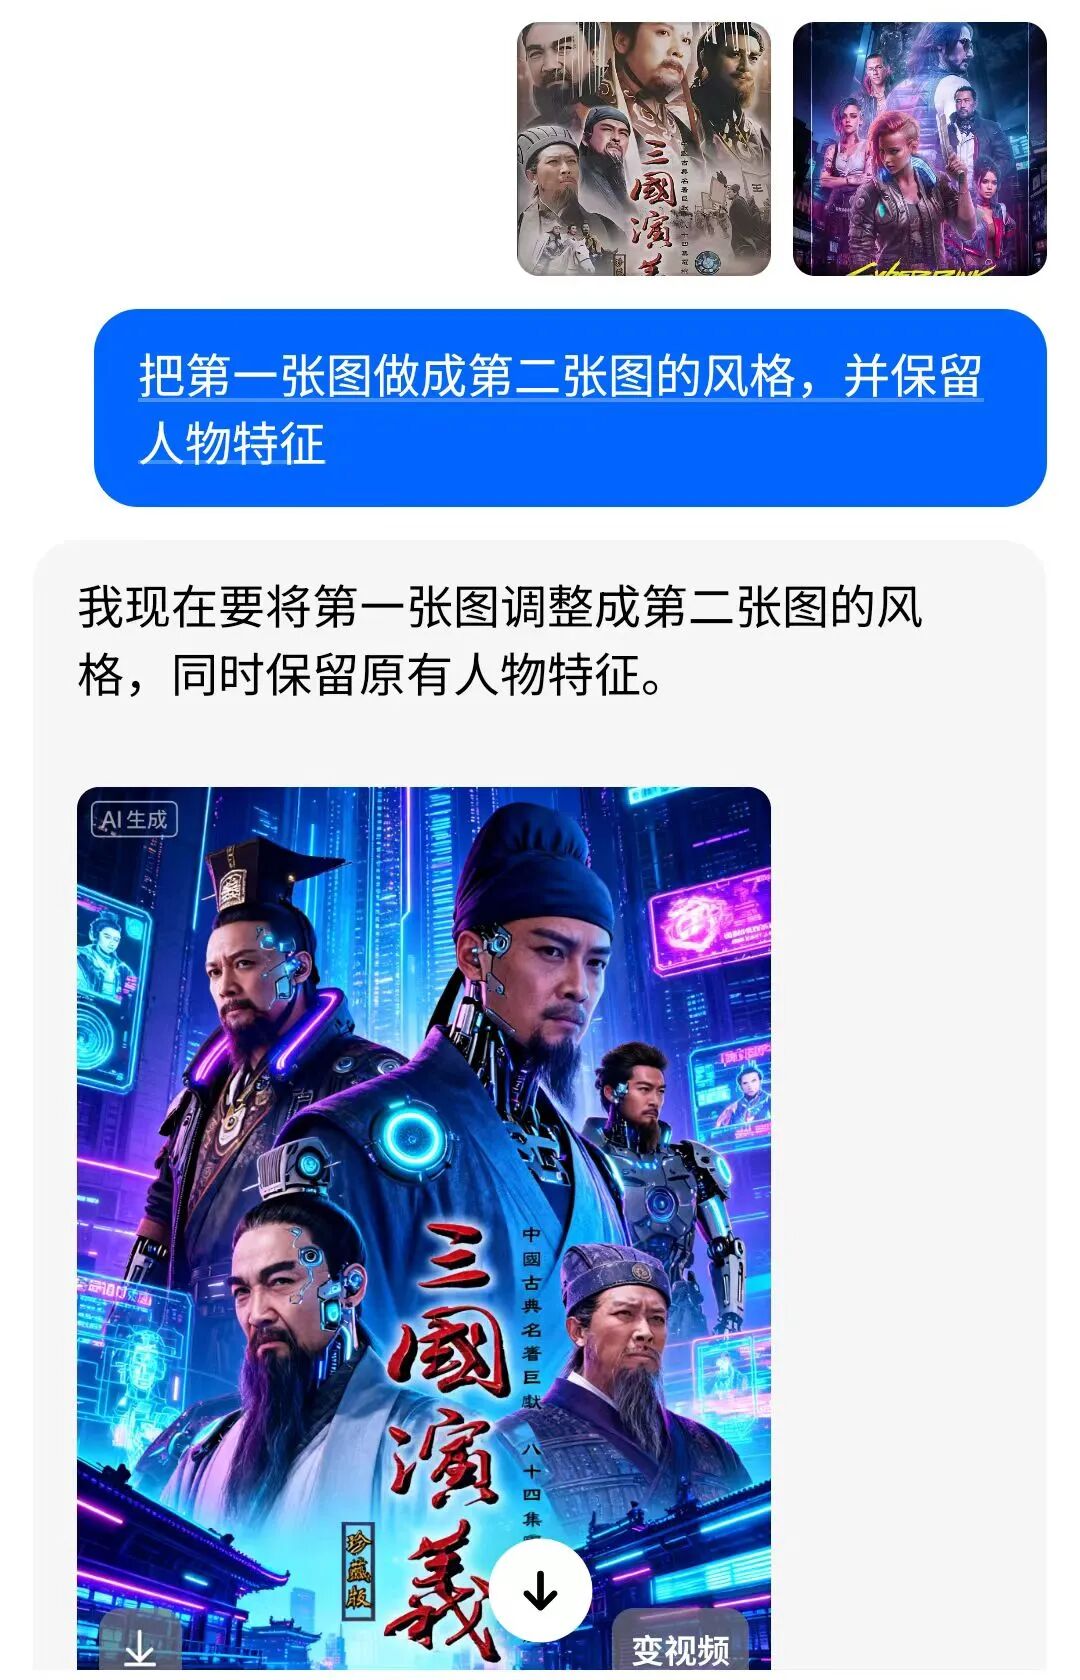 三國演義
CYBERPUNK
把第一张图做成第二张图的风格，并保留
人物特征
我现在要将第一张图调整成第二张图的风
格，同时保留原有人物特征。
AI生成
三國演義
中國古典名著巨獻 八十四集
珍藏版
变视频